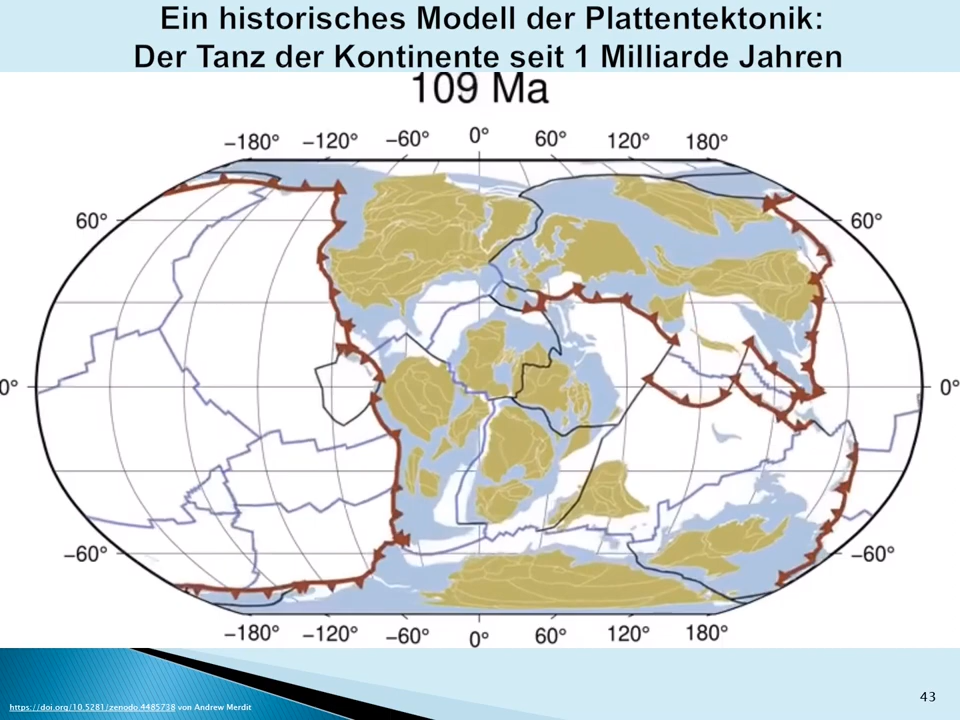 Ein historisches Modell der Plattentektonik:
Der Tanz der Kontinente seit 1 Milliarde Jahren
109 Ma
−180° −120° −60° 0° 60° 120° 180°
60° 60°
0° 0°
−60° −60°
−180° −120° −60° 0° 60° 120° 180°
43
https://doi.org/10.5281/zenodo.4485738 von Andrew Merdit